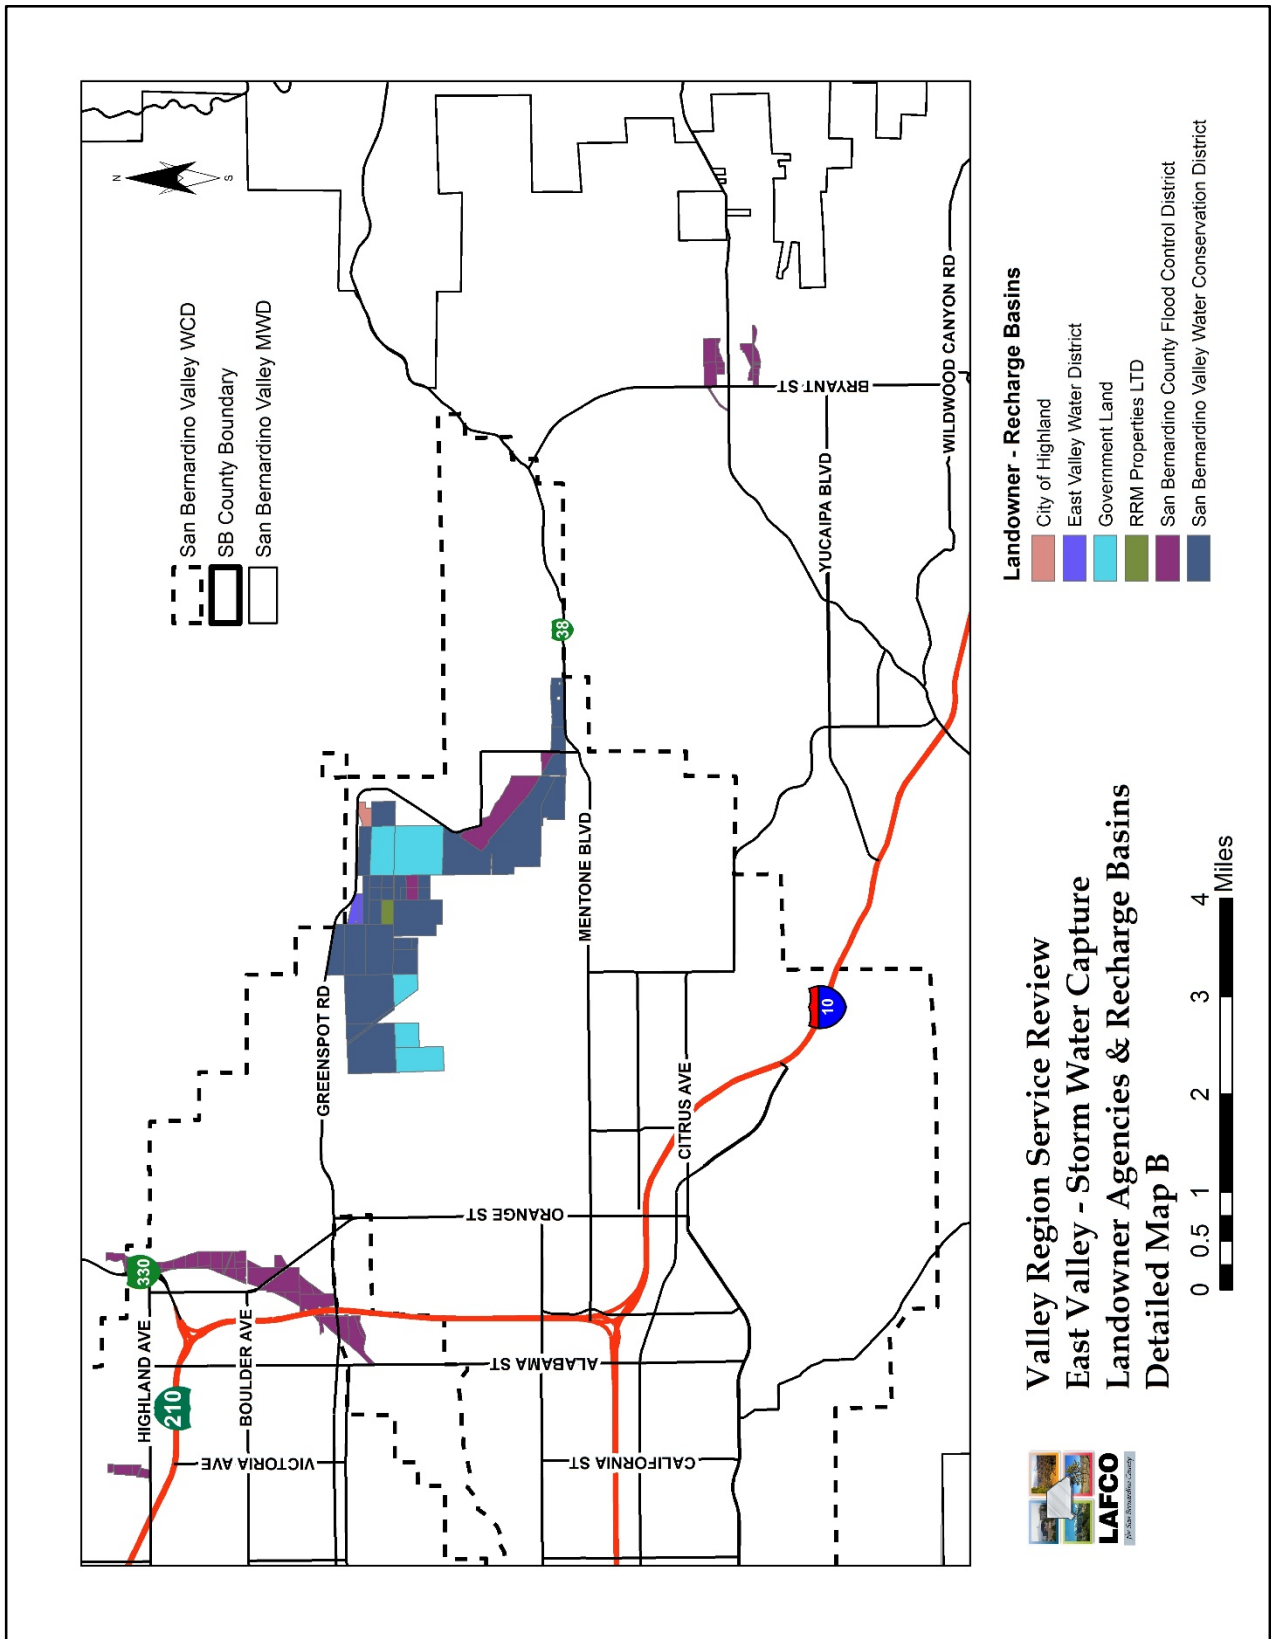 N
S
San Bernardino Valley WCD
SB County Boundary
San Bernardino Valley MWD
HIGHLAND AVE
330
210
BOULDER AVE
VICTORIA AVE
GREENSPOT RD
ORANGE ST
ALABAMA ST
CALIFORNIA ST
MENTONE BLVD
38
CITRUS AVE
10
BRYANT ST
YUCAIPA BLVD
WILDWOOD CANYON RD
LAFCO
for San Bernardino County
Valley Region Service Review
East Valley - Storm Water Capture
Landowner Agencies & Recharge Basins
Detailed Map B
0 0.5 1 2 3 4
Miles
Landowner - Recharge Basins
City of Highland
East Valley Water District
Government Land
RRM Properties LTD
San Bernardino County Flood Control District
San Bernardino Valley Water Conservation District